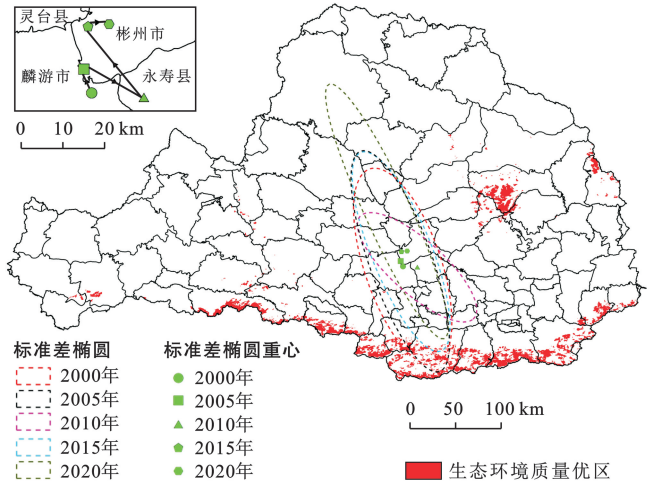 灵台县
彬州市
麟游市
永寿县
0 10 20 km
标准差椭圆
2000年
2005年
2010年
2015年
2020年
标准差椭圆重心
2000年
2005年
2010年
2015年
2020年
0 50 100 km
生态环境质量优区